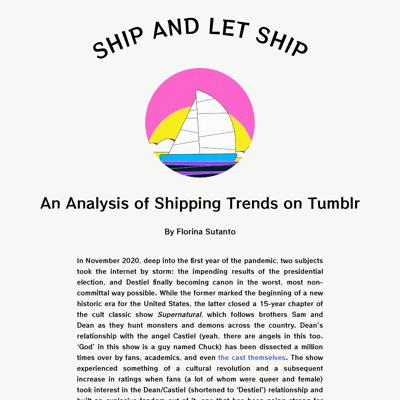 SHIP AND LET SHIP
An Analysis of Shipping Trends on Tumblr
By Florina Sutanto
In November 2020, deep into the first year of the pandemic, two subjects
took the internet by storm: the impending results of the presidential
election, and Destiel finally becoming canon in the worst, most non-
committal way possible. While the former marked the beginning of a new
historic era for the United States, the latter closed a 15-year chapter of
the cult classic show Supernatural, which follows brothers Sam and
Dean as they hunt monsters and demons across the country. Dean's
relationship with the angel Castiel (yeah, there are angels in this too.
'God' in this show is a guy named Chuck) has been dissected a million
times over by fans, academics, and even the cast themselves. The show
experienced something of a cultural revolution and a subsequent
increase in ratings when fans (a lot of whom were queer and female)
took interest in the Dean/Castiel (shortened to 'Destiel') relationship and